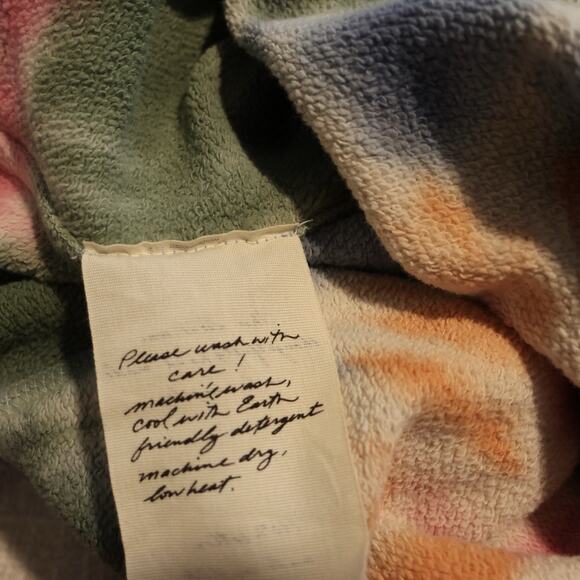 Please wash with
care!
machine wash,
cool with Earth
friendly detergent
machine dry,
low heat.